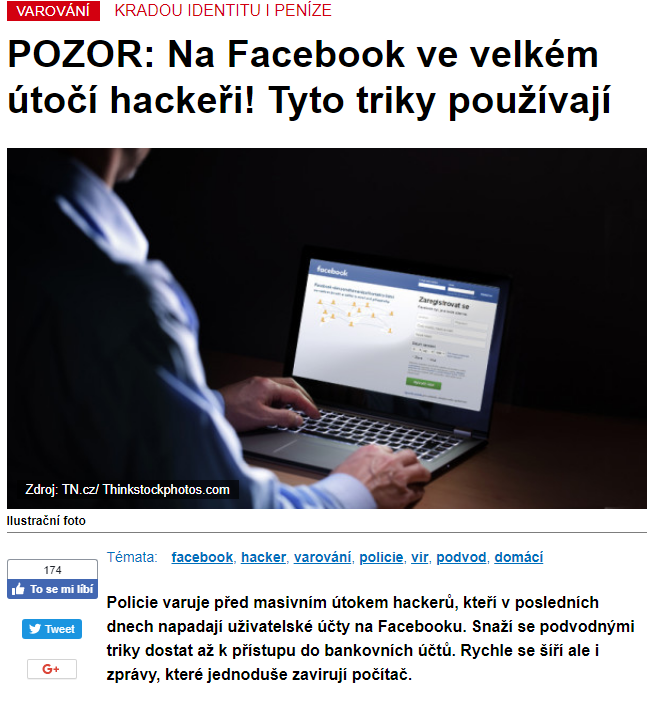 VAROVÁNÍ KRADOU IDENTITU I PENÍZE
POZOR: Na Facebook ve velkém
útočí hackeři! Tyto triky používají
facebook
Zaregistrovat se
Zdroj: TN.cz/ Thinkstockphotos.com
Ilustrační foto
174
To se mi líbí
Tweet
G+
Témata: facebook, hacker, varování, policie, vir, podvod, domácí
Policie varuje před masivním útokem hackerů, kteří v posledních
dnech napadají uživatelské účty na Facebooku. Snaží se podvodnými
triky dostat až k přístupu do bankovních účtů. Rychle se šíří ale i
zprávy, které jednoduše zavirují počítač.